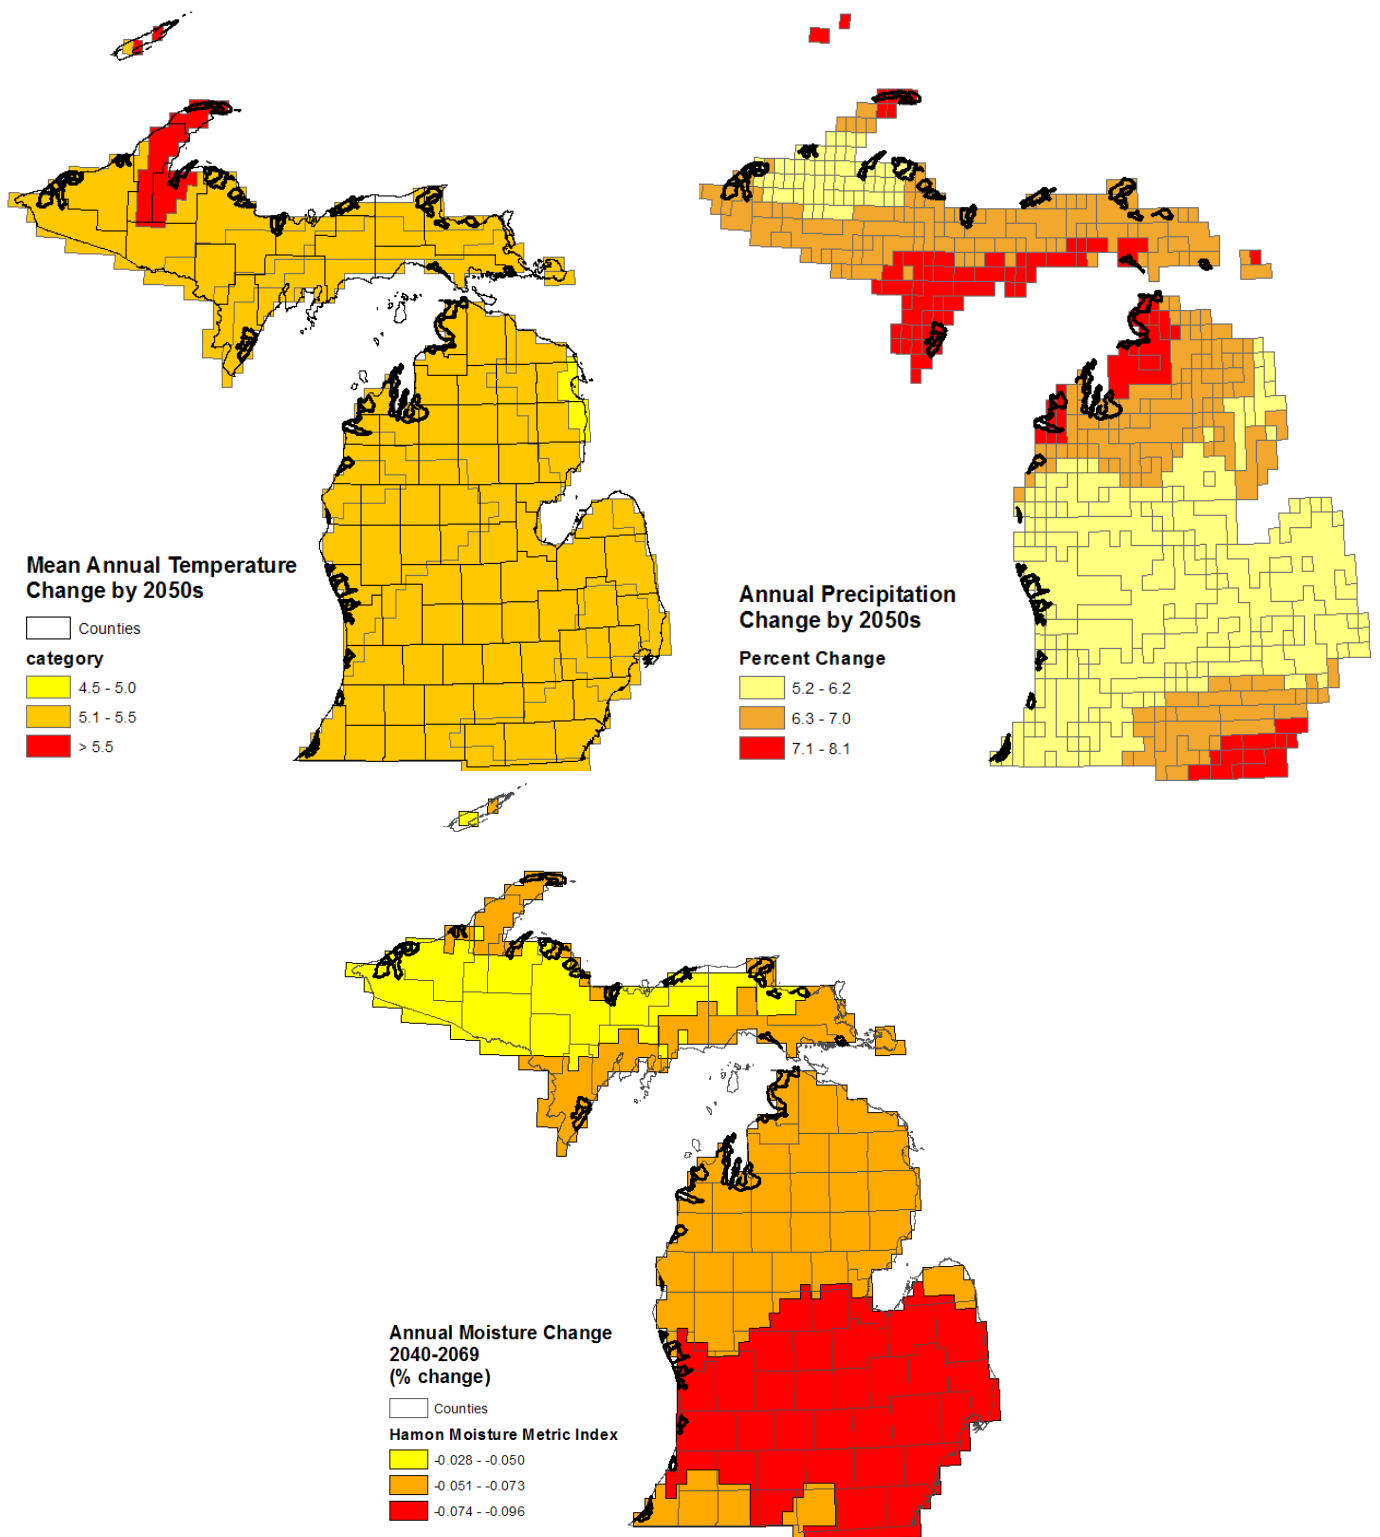 Mean Annual Temperature
Change by 2050s
Counties
category
4.5 - 5.0
5.1 - 5.5
> 5.5
Annual Precipitation
Change by 2050s
Percent Change
5.2 - 6.2
6.3 - 7.0
7.1 - 8.1
Annual Moisture Change
2040-2069
(% change)
Counties
Hamon Moisture Metric Index
-0.028 - -0.050
-0.051 - -0.073
-0.074 - -0.096